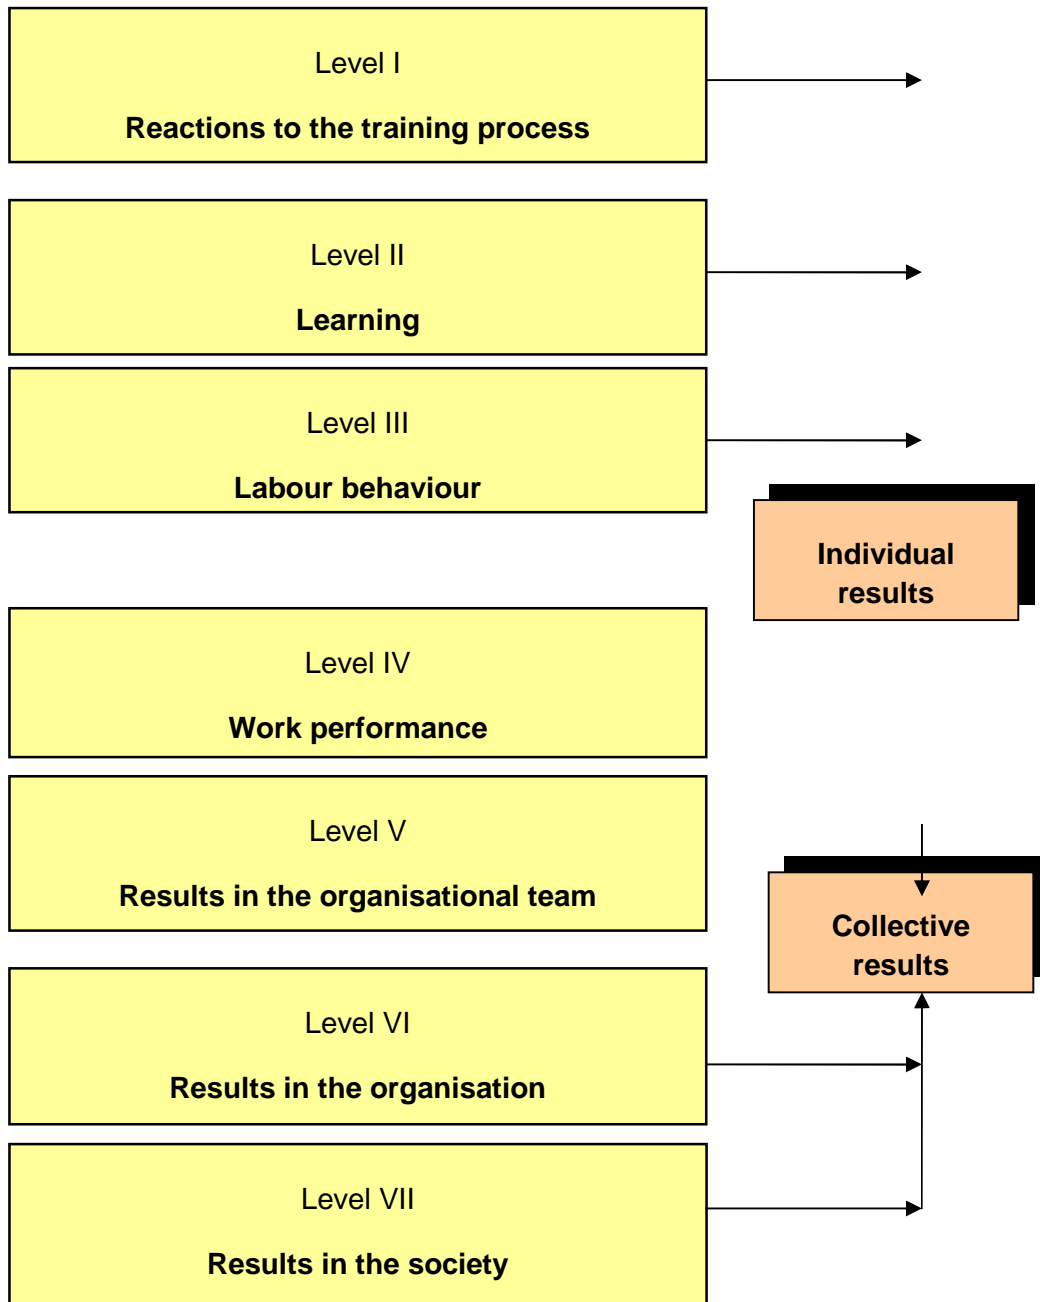 Level I
Reactions to the training process
Level II
Learning
Level III
Labour behaviour
Individual
results
Level IV
Work performance
Level V
Results in the organisational team
Collective
results
Level VI
Results in the organisation
Level VII
Results in the society